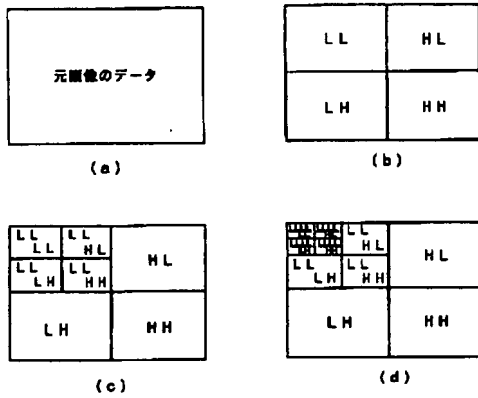 元画像のデータ
(a)
LL HL
LH HH
(b)
LL LL LL HL
LL LH LL HH
HL
LH HH
(c)
LL HL
LL LH LL HH
HL
LH HH
(d)